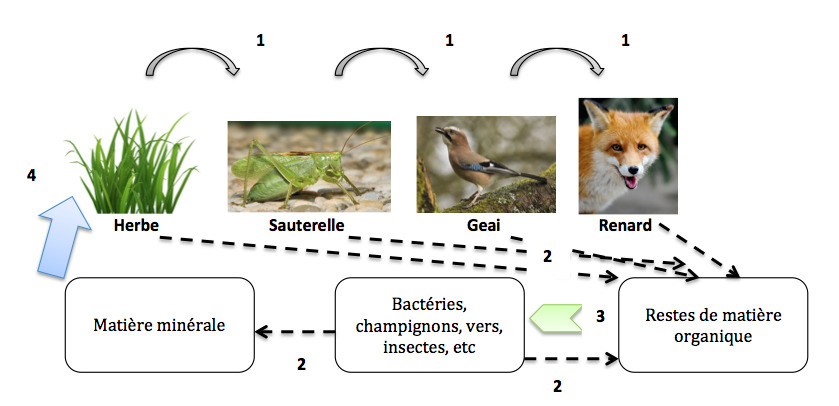 1 1 1
4
Herbe Sauterelle Geai Renard
2
Matière minérale
Bactéries,
champignons, vers,
insectes, etc
3
Restes de matière
organique
2
2